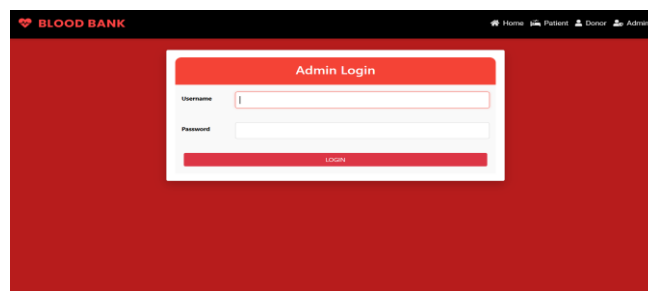 BLOOD BANK
Home Patient Donor Admin
Admin Login
Username
Password
LOGIN